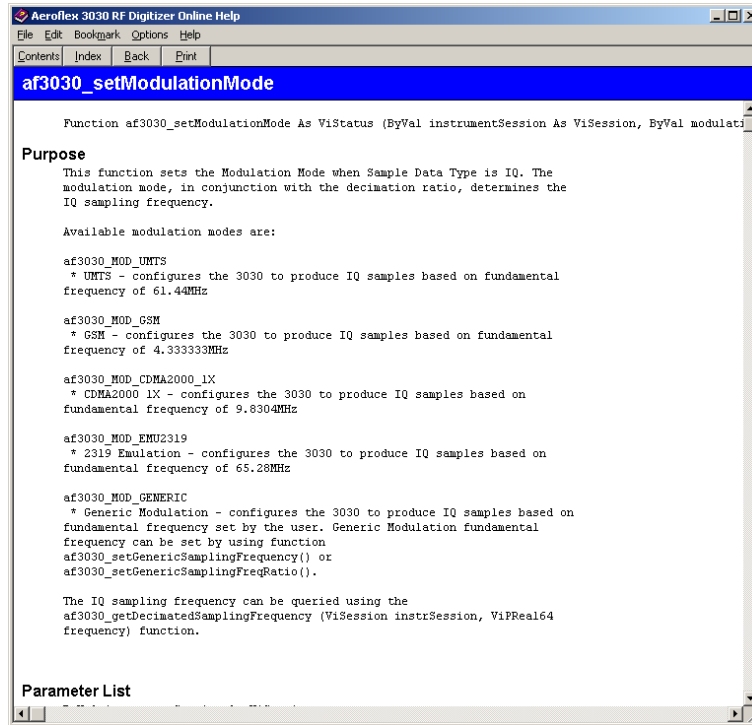 Aeroflex 3030 RF Digitizer Online Help
File Edit Bookmark Options Help
Contents Index Back Print
af3030_setModulationMode
Function af3030_setModulationMode As ViStatus (ByVal instrumentSession As ViSession, ByVal modulati
Purpose
This function sets the Modulation Mode when Sample Data Type is IQ. The
modulation mode, in conjunction with the decimation ratio, determines the
IQ sampling frequency.
Available modulation modes are:
af3030_MOD_UMTS
* UMTS - configures the 3030 to produce IQ samples based on fundamental
frequency of 61.44MHz
af3030_MOD_GSM
* GSM - configures the 3030 to produce IQ samples based on fundamental
frequency of 4.333333MHz
af3030_MOD_CDMA2000_1X
* CDMA2000 1X - configures the 3030 to produce IQ samples based on
fundamental frequency of 9.8304MHz
af3030_MOD_EMU2319
* 2319 Emulation - configures the 3030 to produce IQ samples based on
fundamental frequency of 65.28MHz
af3030_MOD_GENERIC
* Generic Modulation - configures the 3030 to produce IQ samples based on
fundamental frequency set by the user. Generic Modulation fundamental
frequency can be set by using function
af3030_setGenericSamplingFrequency() or
af3030_setGenericSamplingFreqRatio().
The IQ sampling frequency can be queried using the
af3030_getDecimatedSamplingFrequency (ViSession instrSession, ViPReal64
frequency) function.
Parameter List